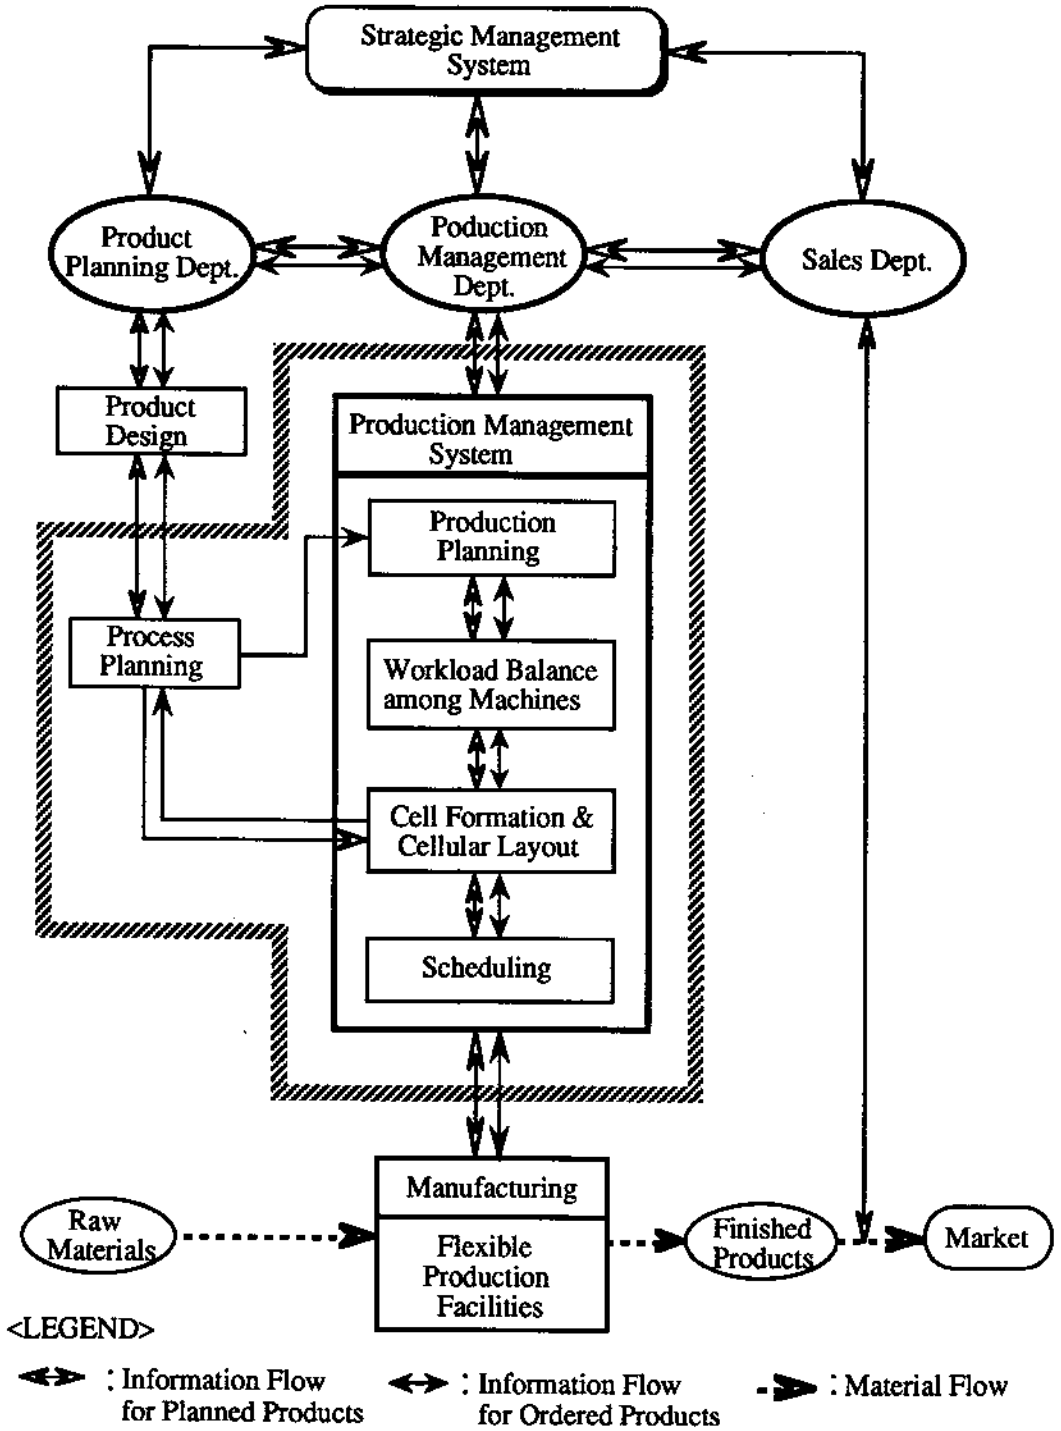 Strategic Management
System
Product
Planning Dept.
Poduction
Management
Dept.
Sales Dept.
Product
Design
Production Management
System
Production
Planning
Process
Planning
Workload Balance
among Machines
Cell Formation &
Cellular Layout
Scheduling
Manufacturing
Raw
Materials
Flexible
Production
Facilities
Finished
Products
Market
<LEGEND>
: Information Flow
for Planned Products
: Information Flow
for Ordered Products
: Material Flow